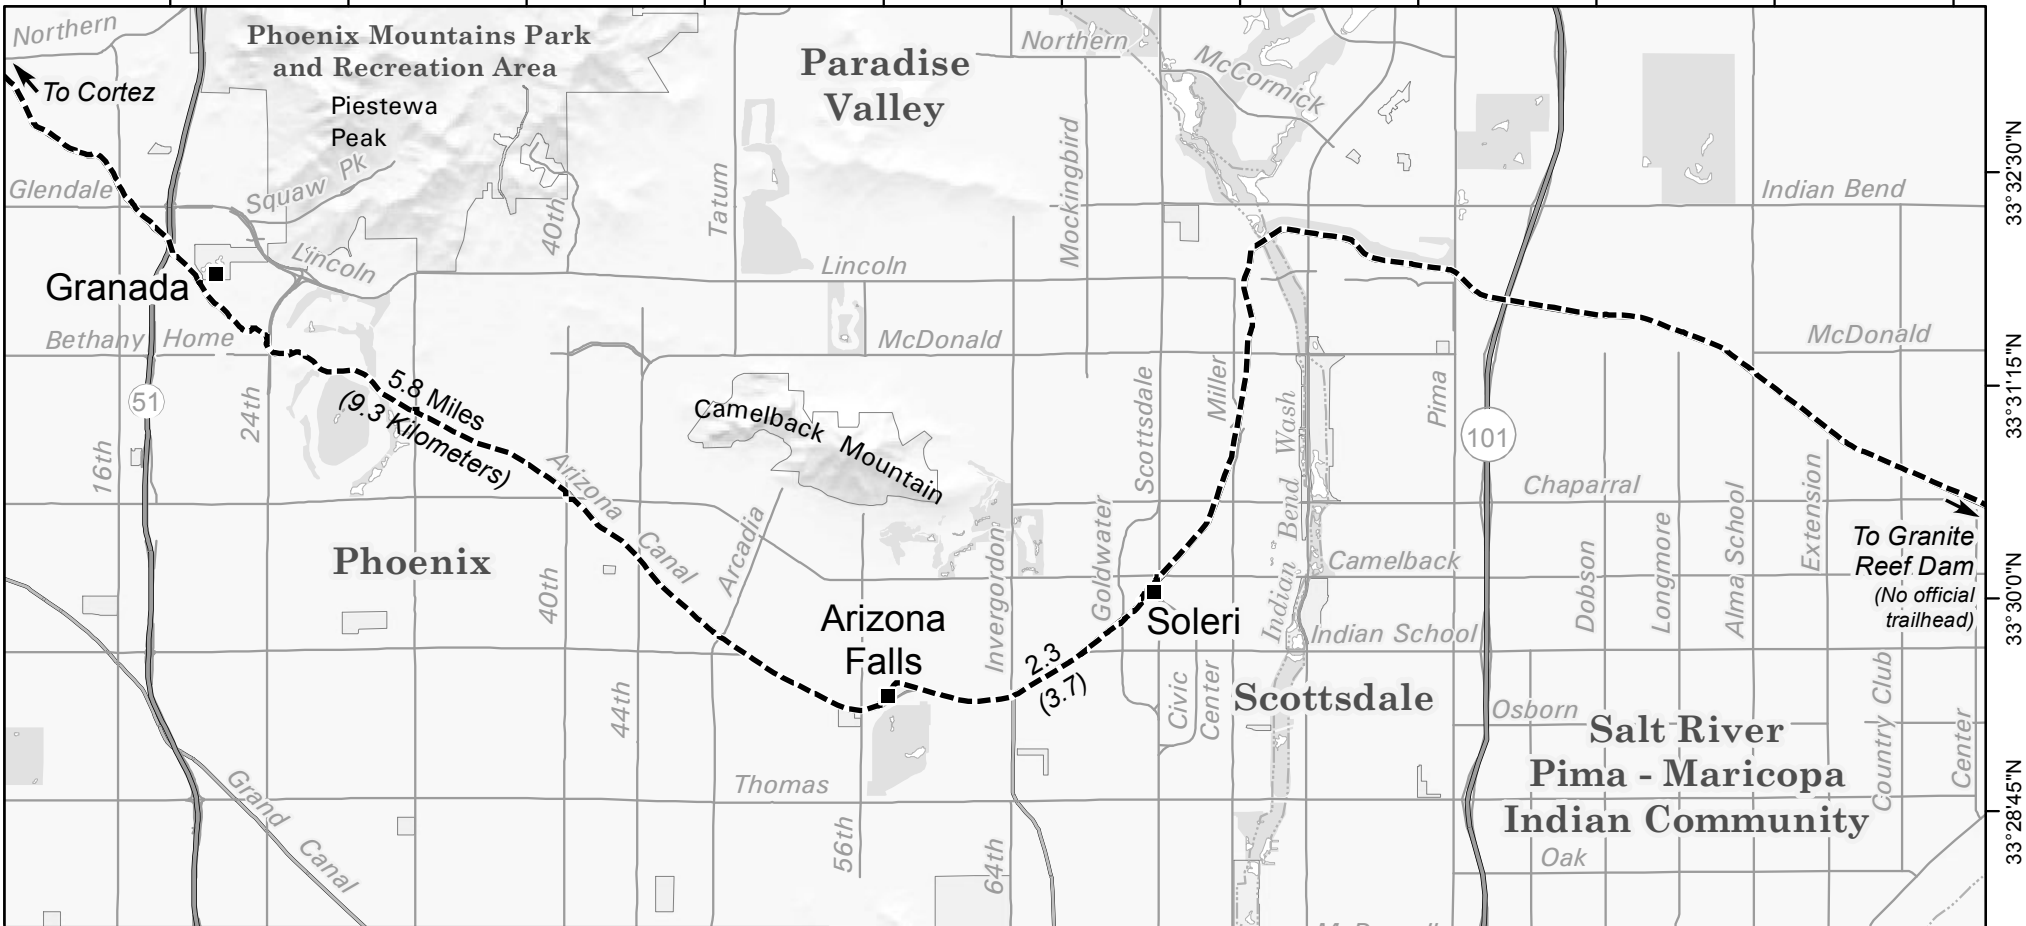 Northern
Phoenix Mountains Park
and Recreation Area
Piestewa
Peak
Paradise
Valley
Northern
McCormick
To Cortez
33°32'30"N
Glendale
Squaw Pk
40th
Tatum
Mockingbird
Indian Bend
Lincoln
Lincoln
Granada
Bethany Home
McDonald
McDonald
33°31'15"N
51
24th
16th
5.8 Miles
(9.3 Kilometers)
Camelback Mountain
Scottsdale
Miller
Pima
101
Arizona Canal
Arcadia
Indian Bend Wash
Goldwater
Invergordon
Chaparral
Extension
Alma School
Longmore
Dobson
Phoenix
40th
Camelback
To Granite
Reef Dam
(No official
trailhead)
33°30'0"N
Arizona
Falls
Soleri
Indian School
2.3
(3.7)
44th
Civic
Center
Scottsdale
Osborn
Salt River
Pima - Maricopa
Indian Community
Country Club
Center
33°28'45"N
Grand Canal
Thomas
56th
64th
Oak